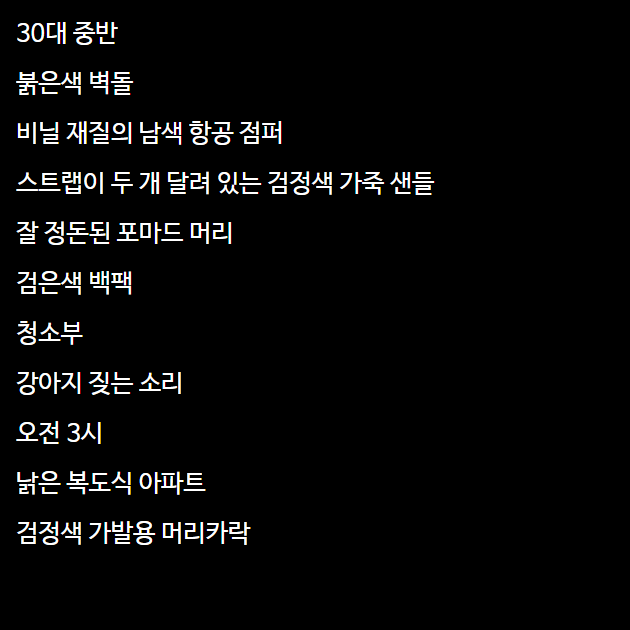 30대 중반
붉은색 벽돌
비닐 재질의 남색 항공 점퍼
스트랩이 두 개 달려 있는 검정색 가죽 샌들
잘 정돈된 포마드 머리
검은색 백팩
청소부
강아지 짖는 소리
오전 3시
낡은 복도식 아파트
검정색 가발용 머리카락